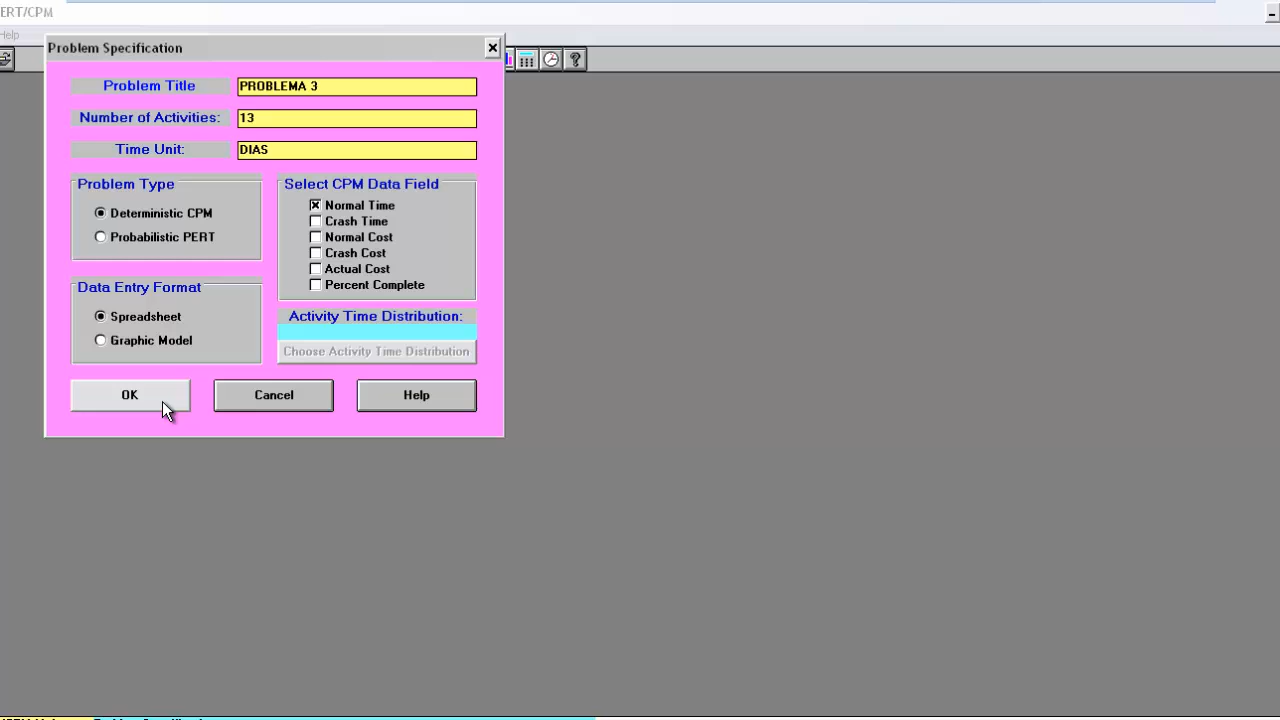 ERT/CPM
Help
Problem Specification
Problem Title
PROBLEMA 3
Number of Activities:
13
Time Unit:
DIAS
Problem Type
Deterministic CPM
Probabilistic PERT
Select CPM Data Field
Normal Time
Crash Time
Normal Cost
Crash Cost
Actual Cost
Percent Complete
Data Entry Format
Spreadsheet
Graphic Model
Activity Time Distribution:
Choose Activity Time Distribution
OK
Cancel
Help